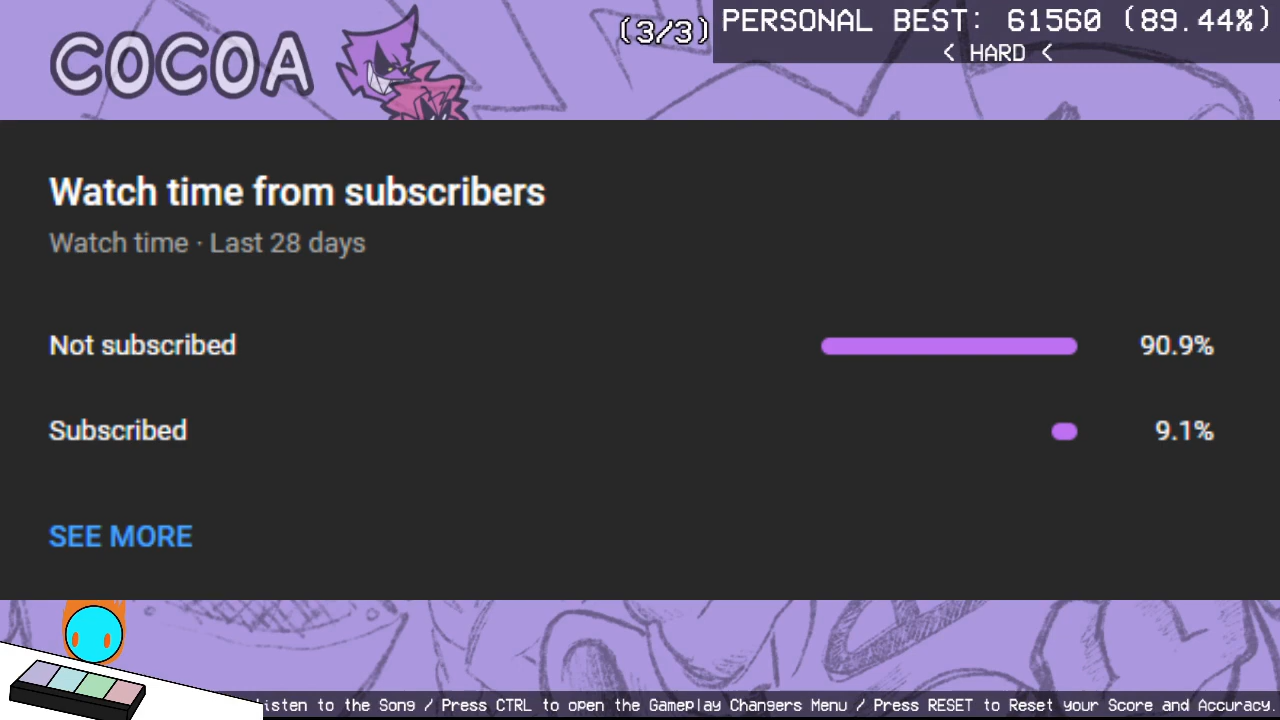 COCOA
(3/3)
PERSONAL BEST: 61560 (89.44%)
< HARD <
Watch time from subscribers
Watch time · Last 28 days
Not subscribed 90.9%
Subscribed 9.1%
SEE MORE
isten to the Song / Press CTRL to open the Gameplay Changers Menu / Press RESET to Reset your Score and Accuracy.